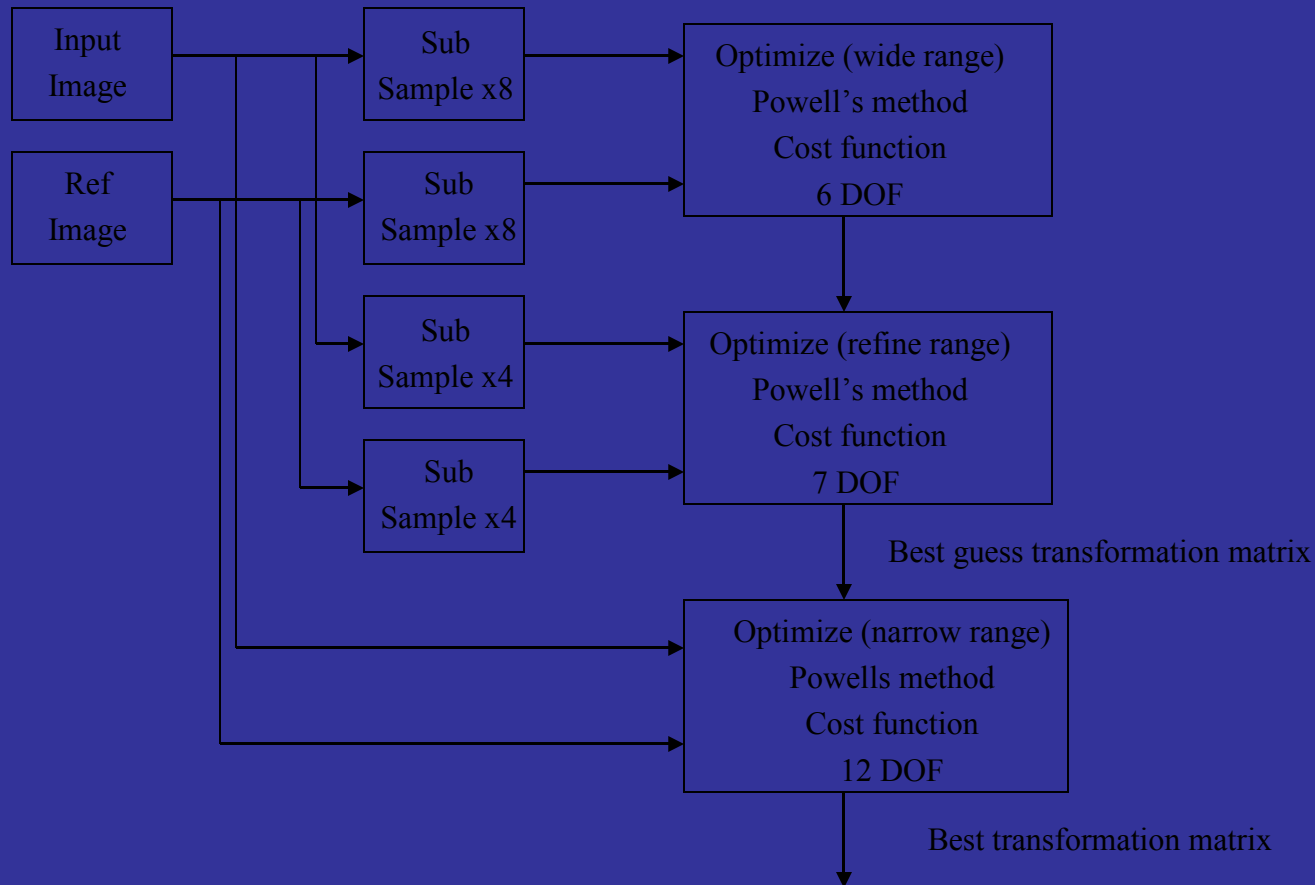 Input
Image
Sub
Sample x8
Optimize (wide range)
Powell’s method
Cost function
6 DOF
Ref
Image
Sub
Sample x8
Sub
Sample x4
Optimize (refine range)
Powell’s method
Cost function
7 DOF
Sub
Sample x4
Best guess transformation matrix
Optimize (narrow range)
Powells method
Cost function
12 DOF
Best transformation matrix